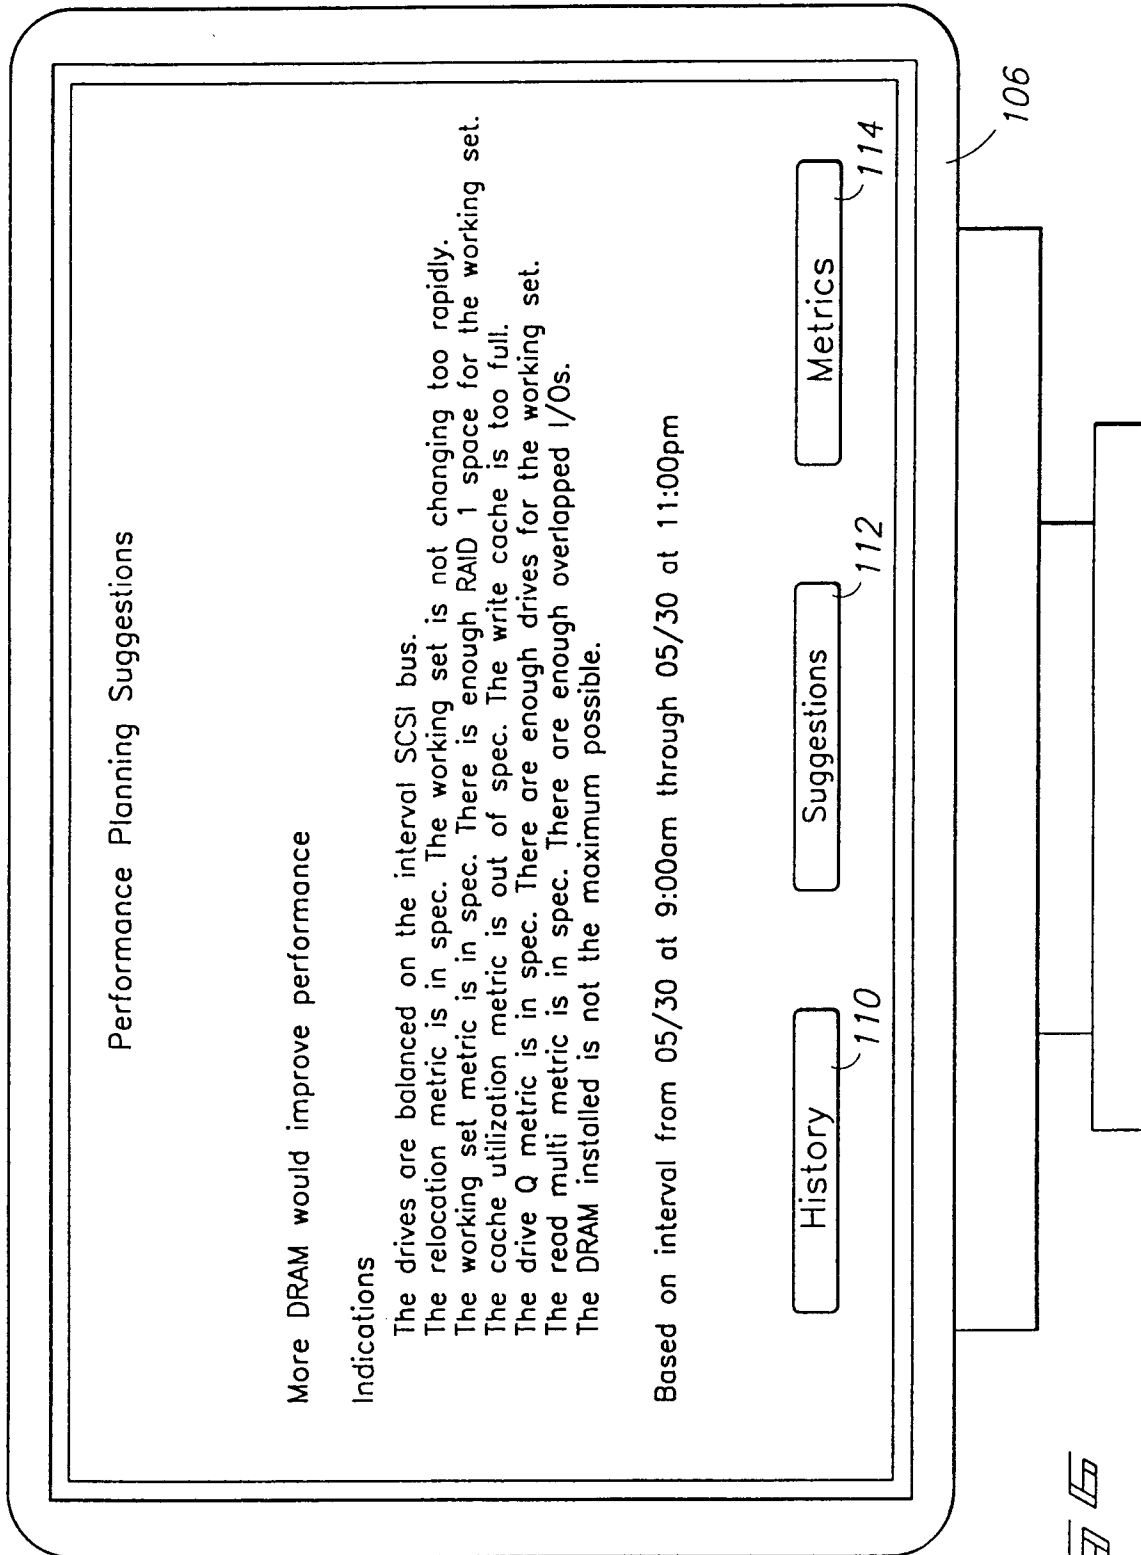 Performance Planning Suggestions
More DRAM would improve performance
Indications
The drives are balanced on the interval SCSI bus.
The relocation metric is in spec. The working set is not changing too rapidly.
The working set metric is in spec. There is enough RAID 1 space for the working set.
The cache utilization metric is out of spec. The write cache is too full.
The drive Q metric is in spec. There are enough drives for the working set.
The read multi metric is in spec. There are enough overlapped I/Os.
The DRAM installed is not the maximum possible.
Based on interval from 05/30 at 9:00am through 05/30 at 11:00pm
History
Suggestions
Metrics
110
112
114
106